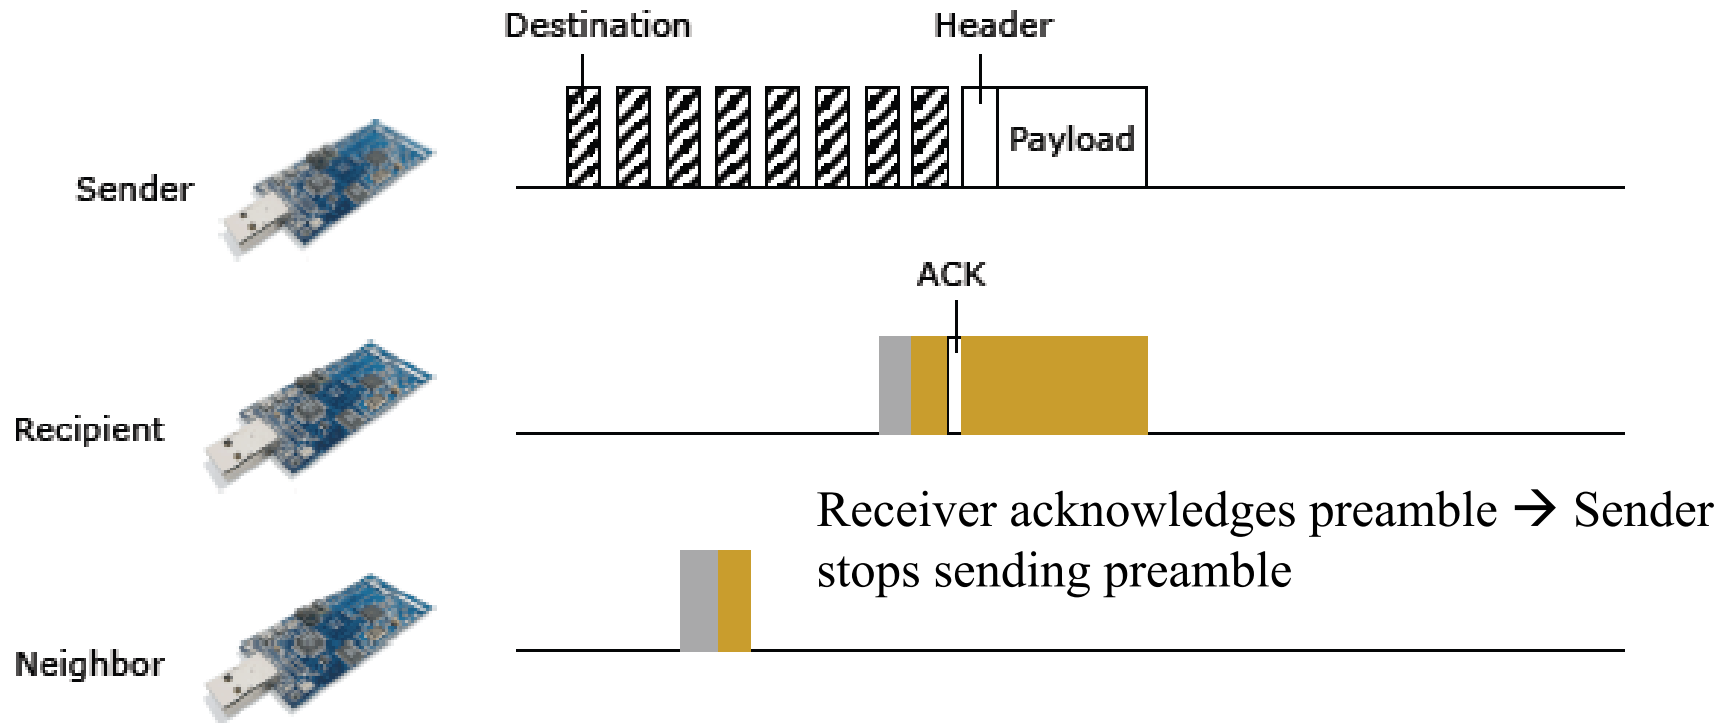 Destination
Header
Payload
Sender
ACK
Recipient
Receiver acknowledges preamble → Sender
stops sending preamble
Neighbor